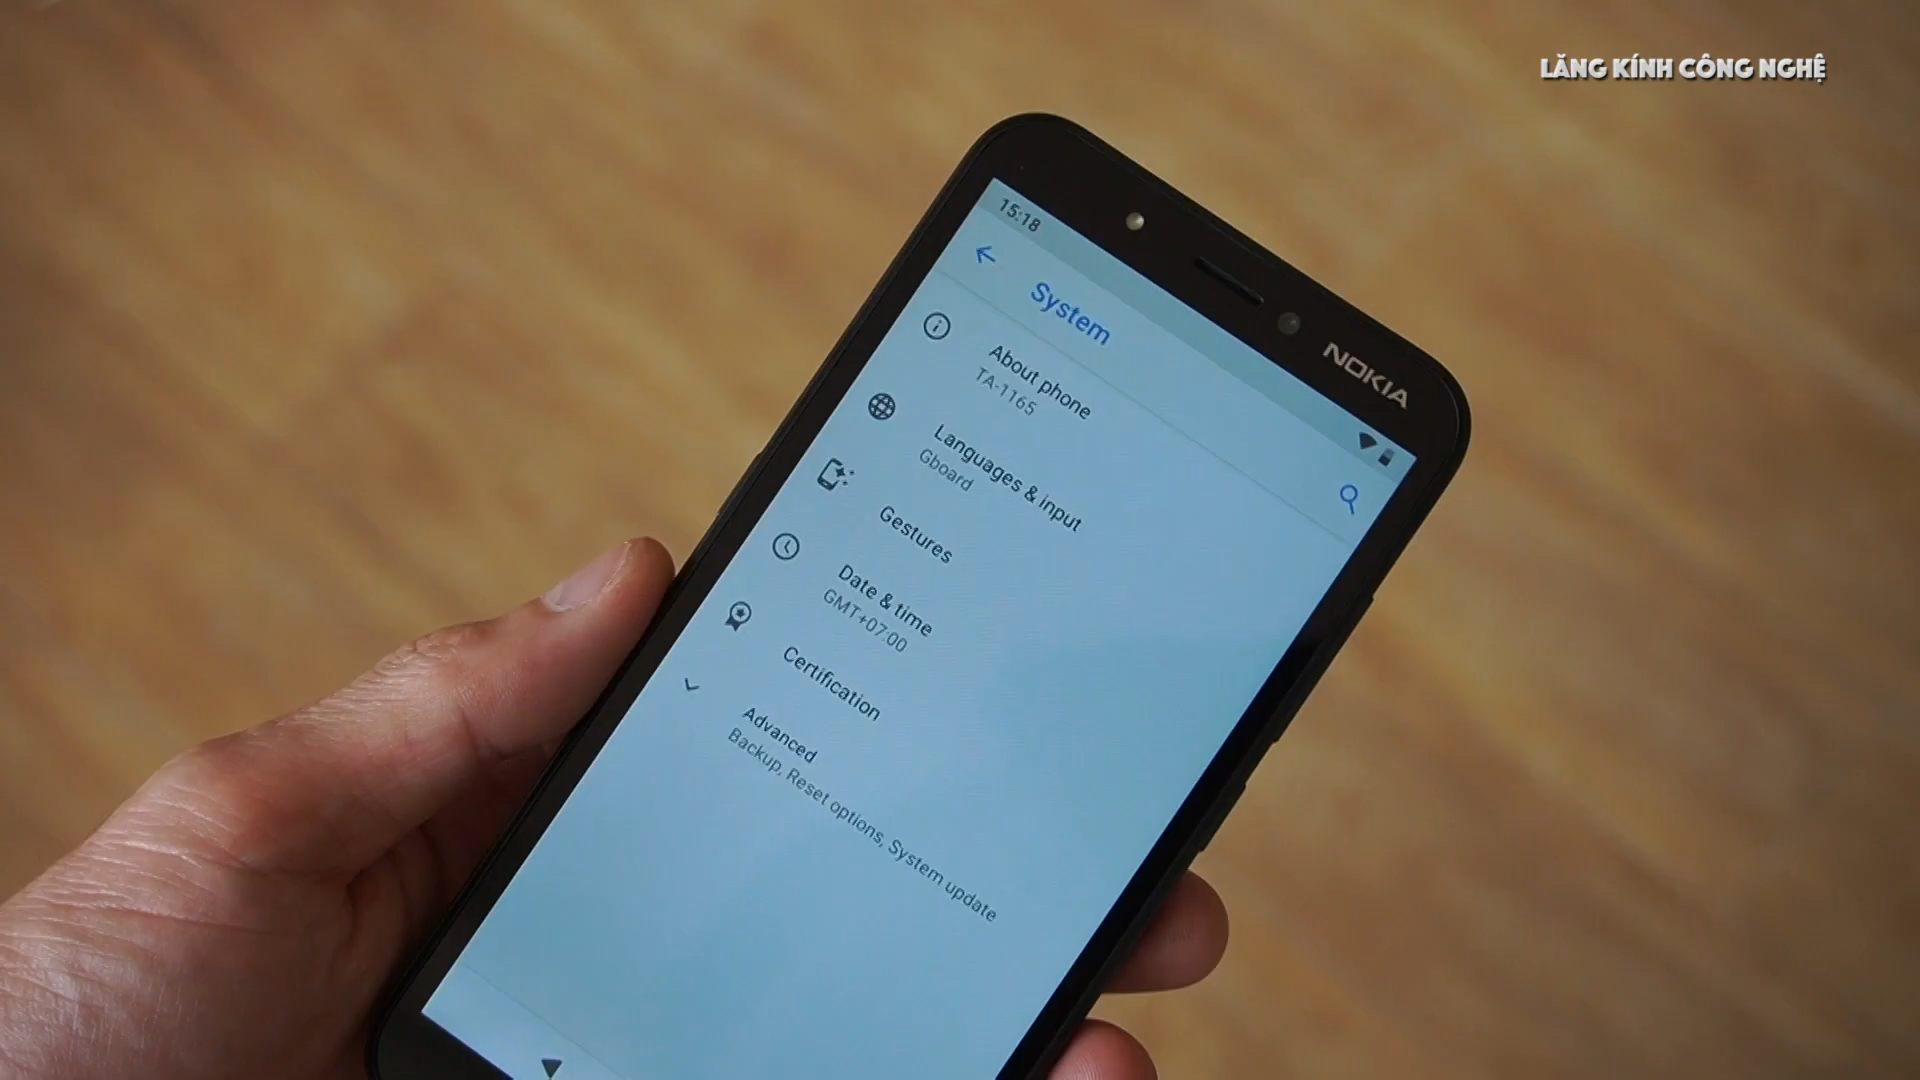 LĂNG KÍNH CÔNG NGHỆ
15:18
NOKIA
System
About phone
TA-1165
Languages & input
Gboard
Gestures
Date & time
GMT+07:00
Certification
Advanced
Backup, Reset options, System update